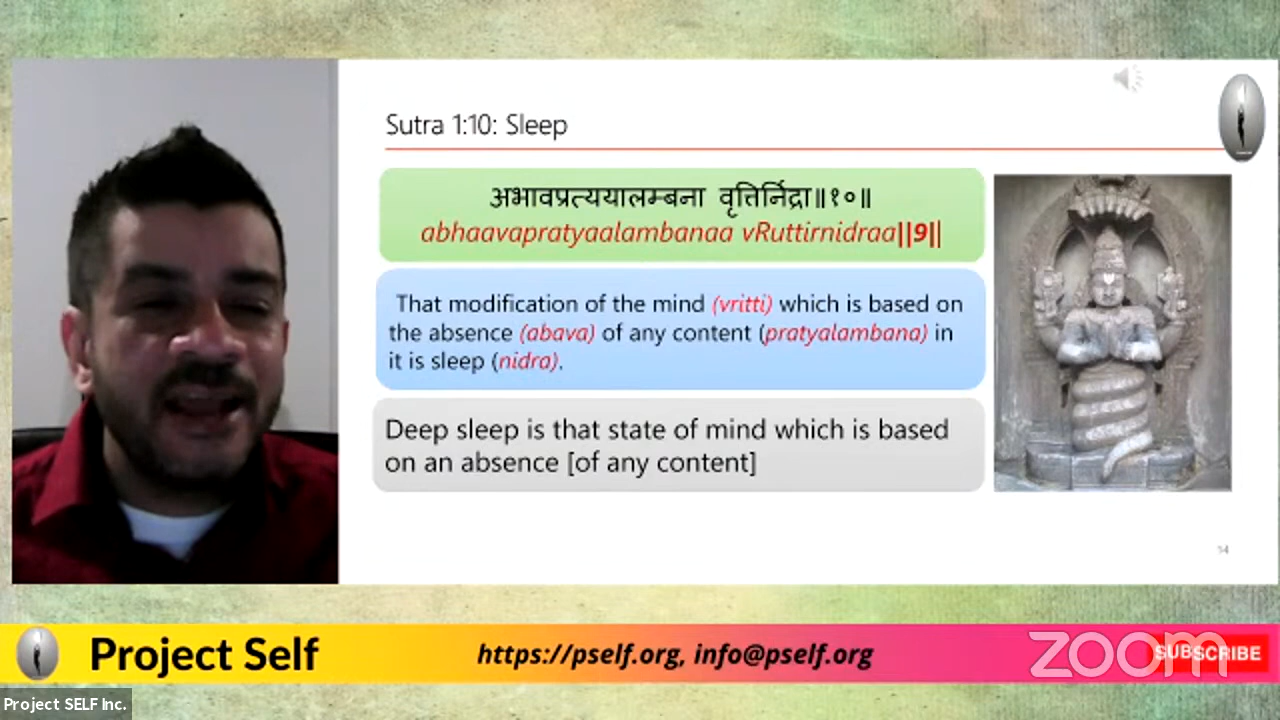 Sutra 1:10: Sleep
अभावप्रत्ययालम्बना वृत्तिर्निद्रा॥१०॥
abhaavapratyaalambanaa vRuttirnidraa||9||
That modification of the mind (vritti) which is based on
the absence (abava) of any content (pratyalambana) in
it is sleep (nidra).
Deep sleep is that state of mind which is based
on an absence [of any content]
14
Project Self
https://pself.org, info@pself.org
zoom
SUBSCRIBE
Project SELF Inc.